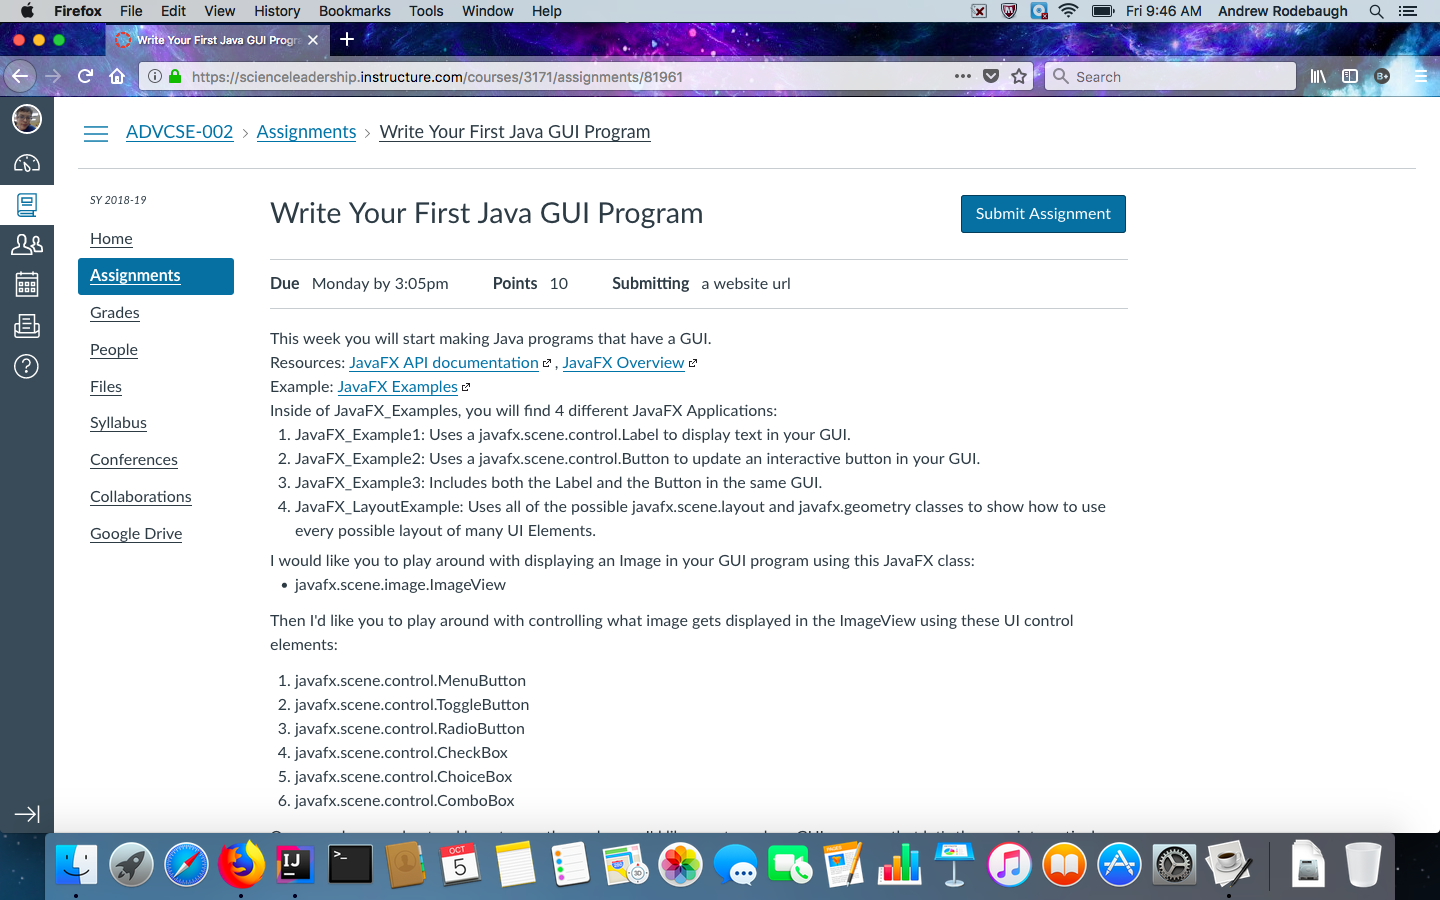 Firefox File Edit View History Bookmarks Tools Window Help Fri 9:46 AM Andrew Rodebaugh
Write Your First Java GUI Progr
https://scienceleadership.instructure.com/courses/3171/assignments/81961
Search
B+
ADVCSE-002 > Assignments > Write Your First Java GUI Program
SY 2018-19
Home
Assignments
Grades
People
Files
Syllabus
Conferences
Collaborations
Google Drive
Write Your First Java GUI Program
Submit Assignment
Due Monday by 3:05pm Points 10 Submitting a website url
This week you will start making Java programs that have a GUI.
Resources: JavaFX API documentation , JavaFX Overview
Example: JavaFX Examples
Inside of JavaFX_Examples, you will find 4 different JavaFX Applications:
1. JavaFX_Example1: Uses a javafx.scene.control.Label to display text in your GUI.
2. JavaFX_Example2: Uses a javafx.scene.control.Button to update an interactive button in your GUI.
3. JavaFX_Example3: Includes both the Label and the Button in the same GUI.
4. JavaFX_LayoutExample: Uses all of the possible javafx.scene.layout and javafx.geometry classes to show how to use
every possible layout of many UI Elements.
I would like you to play around with displaying an Image in your GUI program using this JavaFX class:
• javafx.scene.image.ImageView
Then I'd like you to play around with controlling what image gets displayed in the ImageView using these UI control
elements:
1. javafx.scene.control.MenuButton
2. javafx.scene.control.ToggleButton
3. javafx.scene.control.RadioButton
4. javafx.scene.control.CheckBox
5. javafx.scene.control.ChoiceBox
6. javafx.scene.control.ComboBox
IJ
>_
OCT
5
PAGES